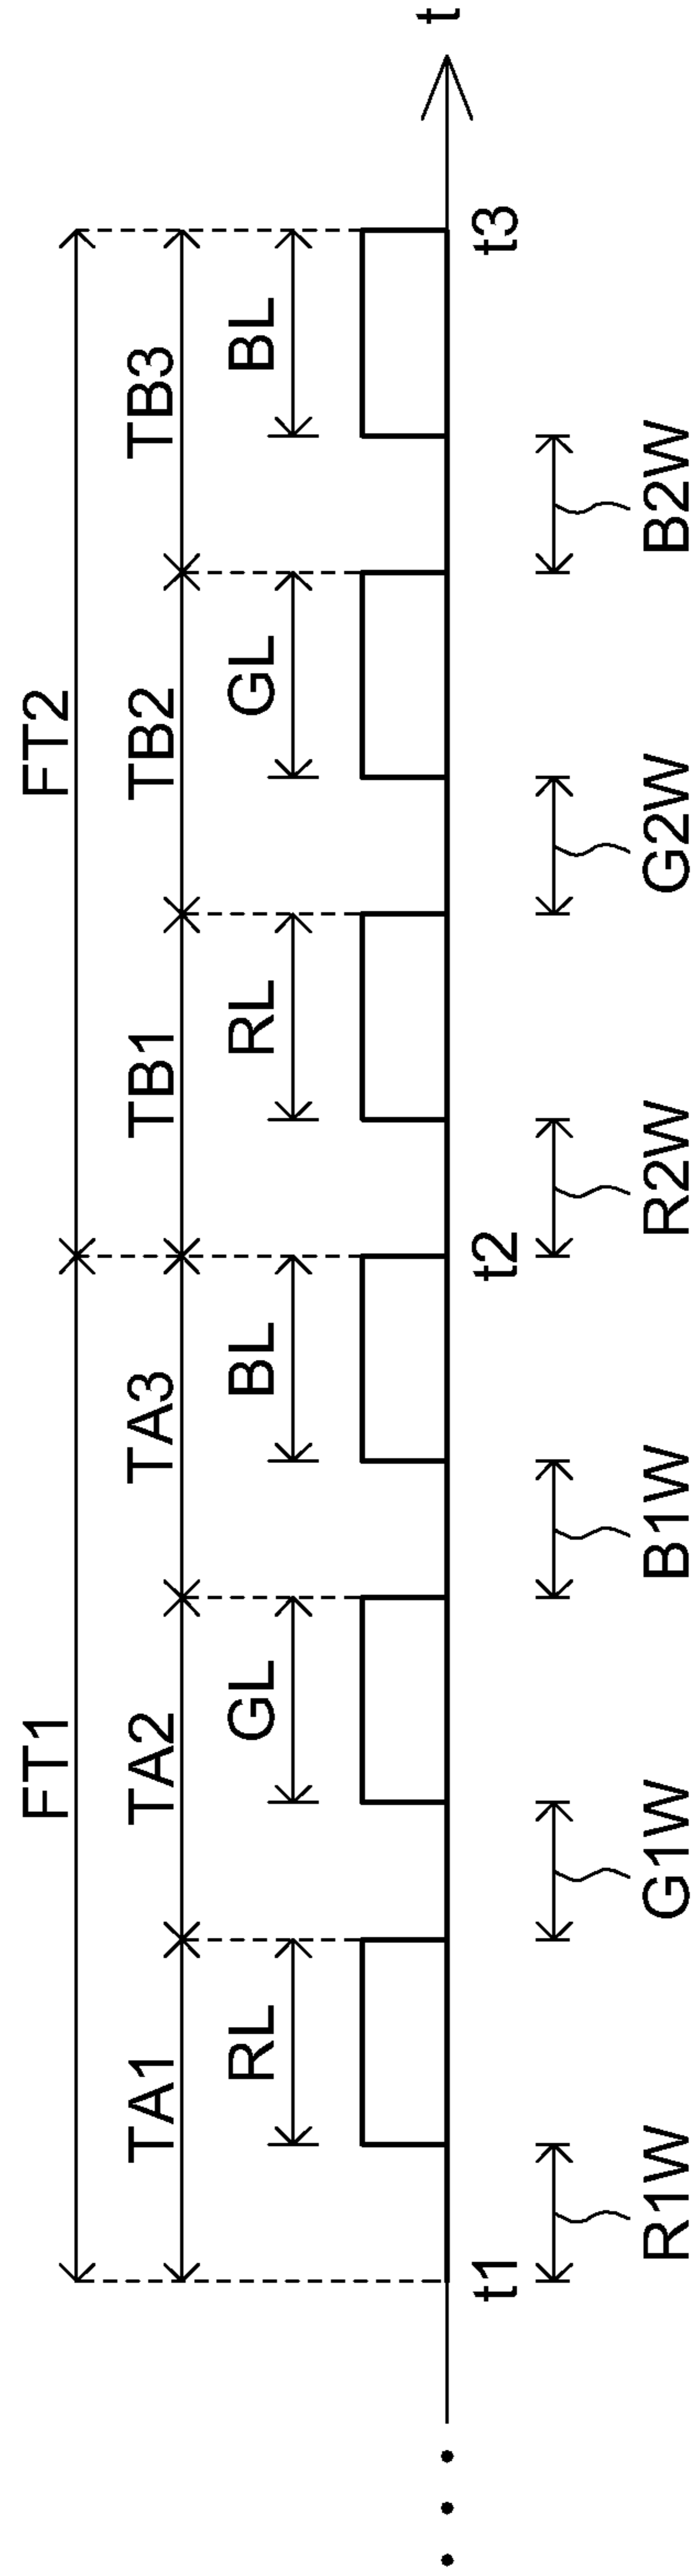 FT1 FT2
TA1 TA2 TA3 TB1 TB2 TB3
RL GL BL RL GL BL
t
t1 t2 t3
R1W G1W B1W R2W G2W B2W